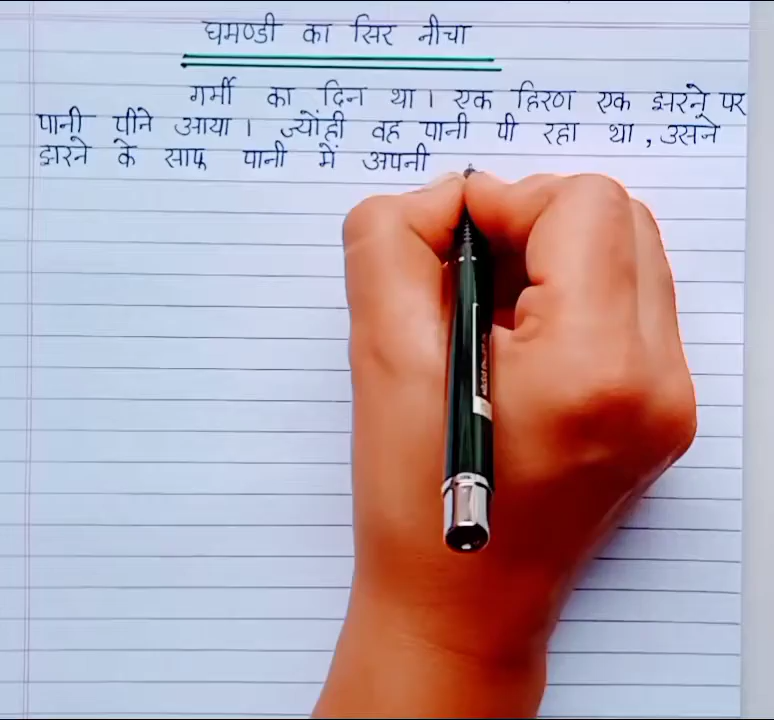 घमण्डी का सिर नीचा
गर्मी का दिन था। एक हिरण एक झरने पर
पानी पीने आया। ज्योंही वह पानी पी रहा था, उसने
झरने के साफ पानी में अपनी